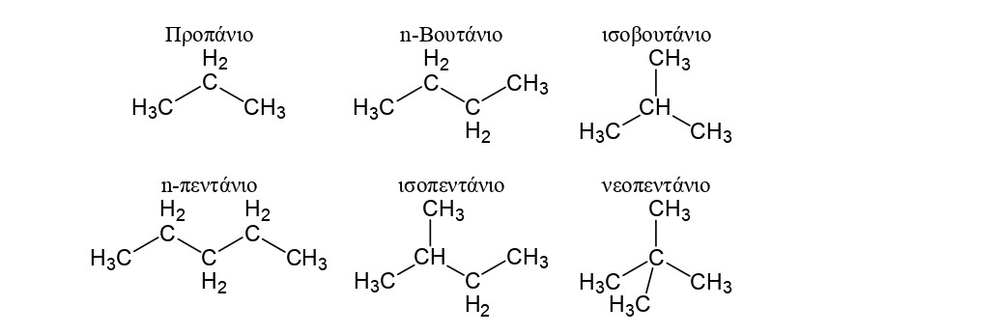 Προπάνιο n-Βουτάνιο ισοβουτάνιο
H2 H2 CH3
C C CH3
H3C CH3 H3C C CH
H2 H3C CH3
n-πεντάνιο ισοπεντάνιο νεοπεντάνιο
H2 H2 CH3 CH3
C C
H3C C CH3 CH CH3 C
H2 H3C C H3C CH3
H2 H3C